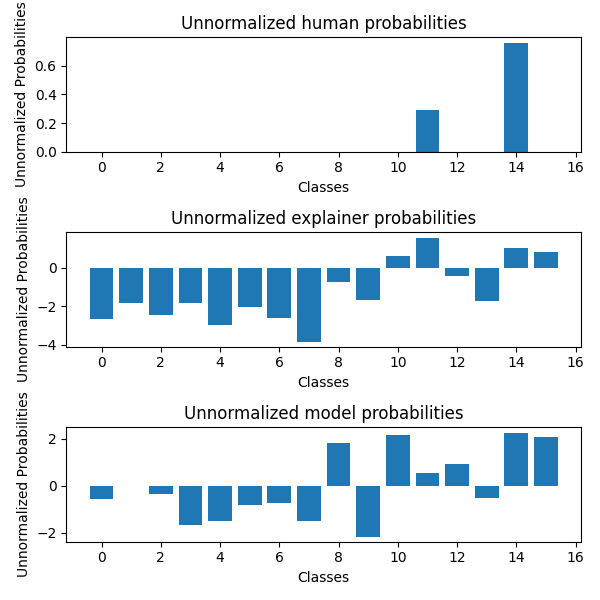 Unnormalized human probabilities
Unnormalized Probabilities
0.6
0.4
0.2
0.0
0 2 4 6 8 10 12 14 16
Classes
Unnormalized explainer probabilities
Unnormalized Probabilities
0
−2
−4
0 2 4 6 8 10 12 14 16
Classes
Unnormalized model probabilities
Unnormalized Probabilities
2
0
−2
0 2 4 6 8 10 12 14 16
Classes